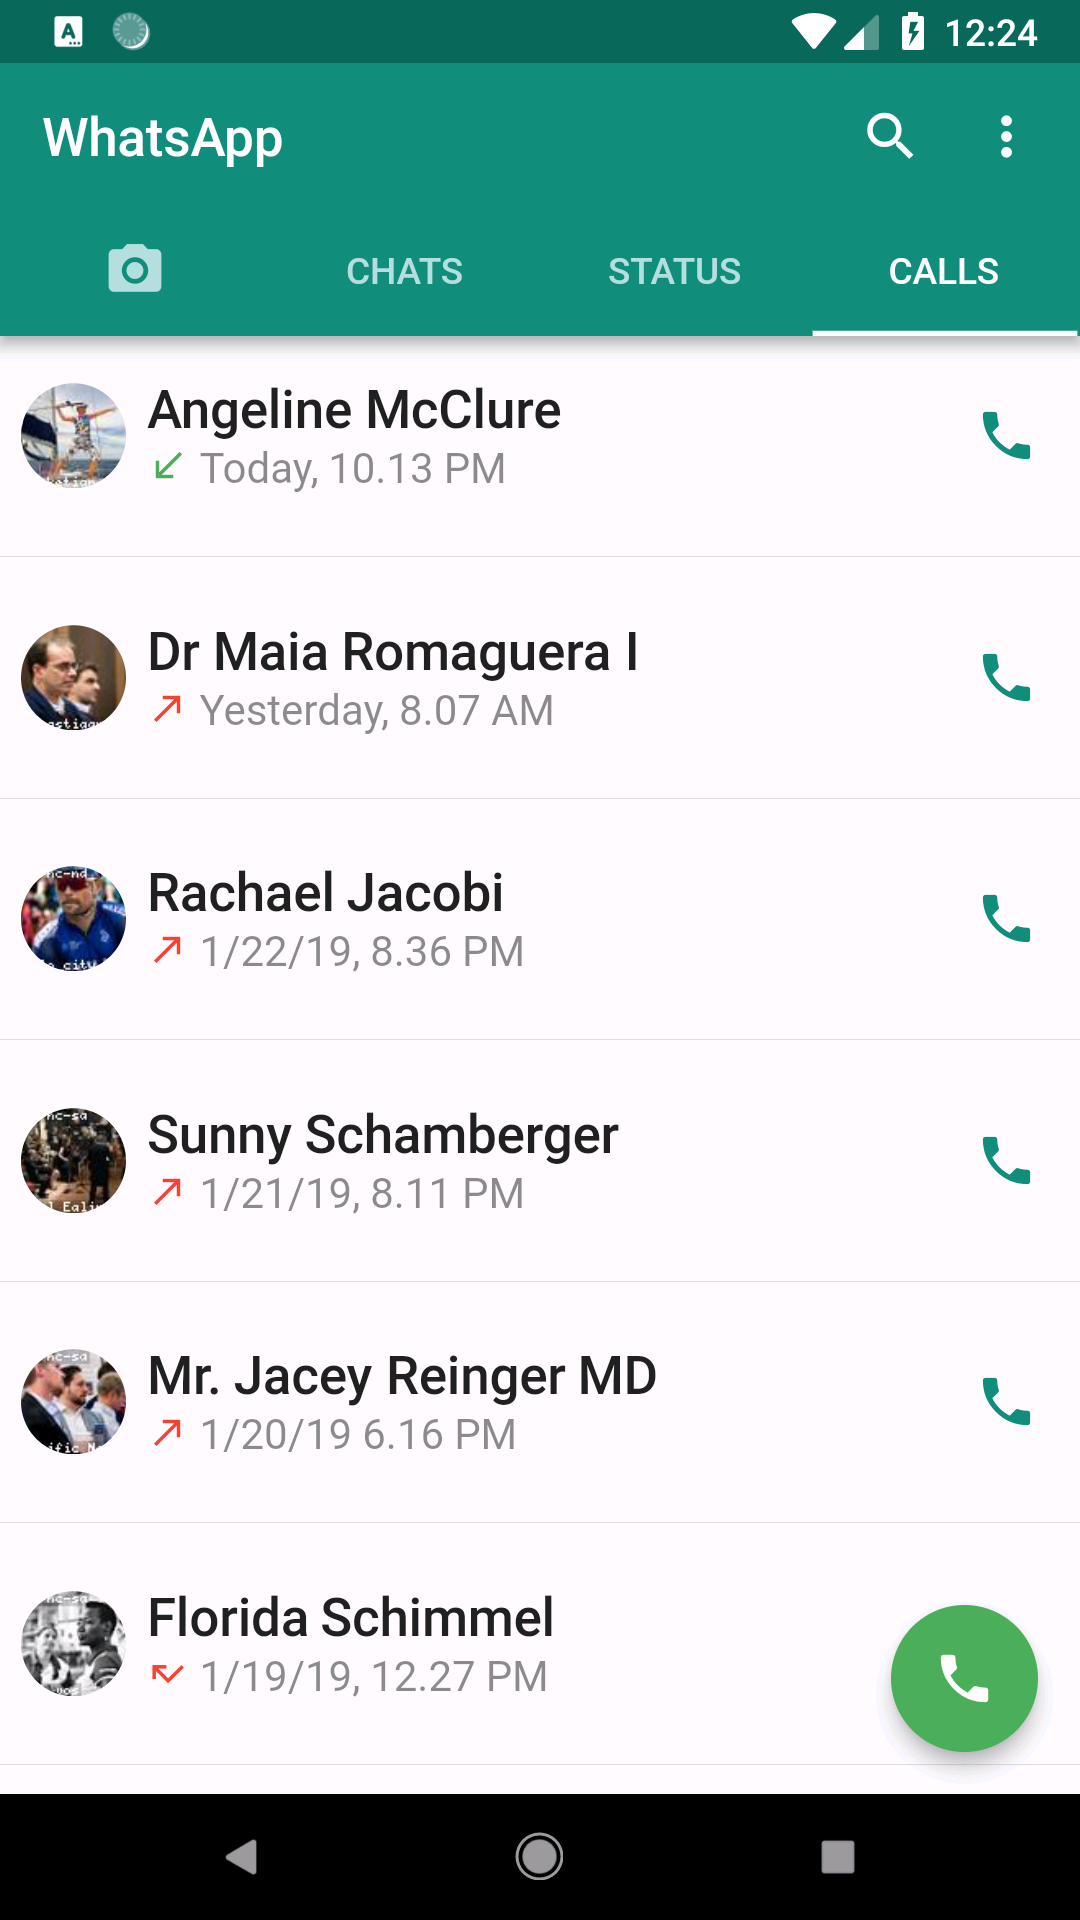 12:24
WhatsApp
CHATS STATUS CALLS
Angeline McClure
Today, 10.13 PM
Dr Maia Romaguera I
Yesterday, 8.07 AM
Rachael Jacobi
1/22/19, 8.36 PM
Sunny Schamberger
1/21/19, 8.11 PM
Mr. Jacey Reinger MD
1/20/19 6.16 PM
Florida Schimmel
1/19/19, 12.27 PM